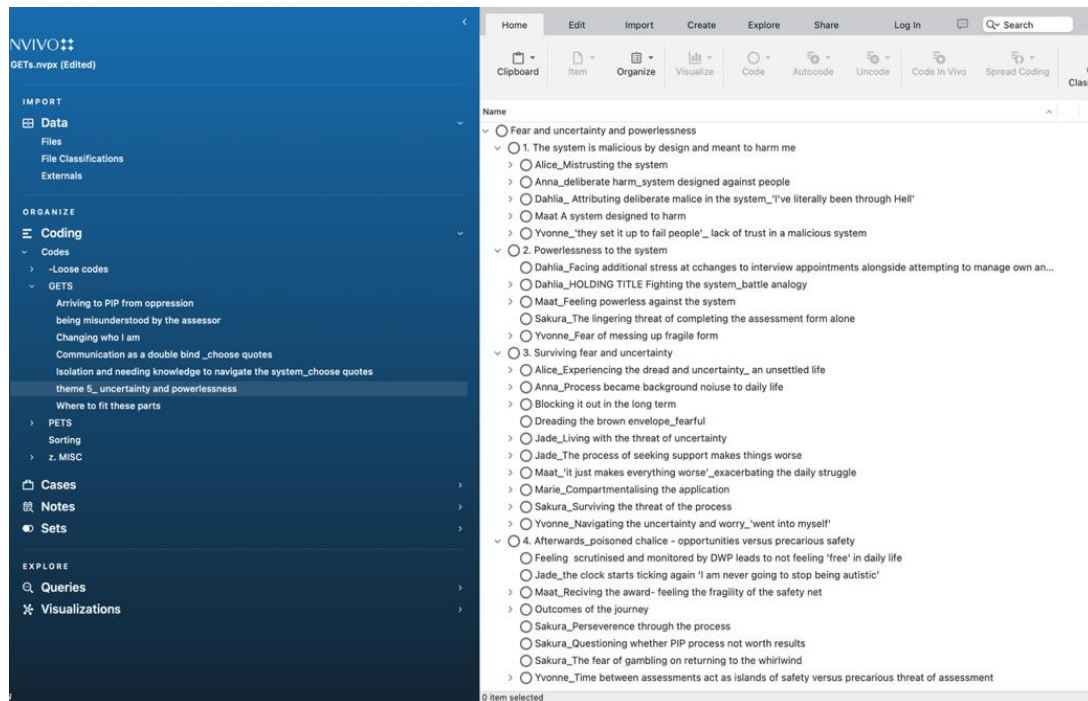 NVIVO
GETs.nvpx (Edited)
IMPORT
Data
Files
File Classifications
Externals
ORGANIZE
Coding
Codes
-Loose codes
GETS
Arriving to PIP from oppression
being misunderstood by the assessor
Changing who I am
Communication as a double bind _choose quotes
Isolation and needing knowledge to navigate the system_choose quotes
theme 5_ uncertainty and powerlessness
Where to fit these parts
PETS
Sorting
z. MISC
Cases
Notes
Sets
EXPLORE
Queries
Visualizations
Home Edit Import Create Explore Share Log In Search
Clipboard Item Organize Visualize Code Autocode Uncode Code In Vivo Spread Coding Clas
Name
Fear and uncertainty and powerlessness
1. The system is malicious by design and meant to harm me
Alice_Mistrusting the system
Anna_deliberate harm_system designed against people
Dahlia_ Attributing deliberate malice in the system_'I've literally been through Hell'
Maat A system designed to harm
Yvonne_'they set it up to fail people'_ lack of trust in a malicious system
2. Powerlessness to the system
Dahlia_Facing additional stress at cchanges to interview appointments alongside attempting to manage own an...
Dahlia_HOLDING TITLE Fighting the system_battle analogy
Maat_Feeling powerless against the system
Sakura_The lingering threat of completing the assessment form alone
Yvonne_Fear of messing up fragile form
3. Surviving fear and uncertainty
Alice_Experiencing the dread and uncertainty_ an unsettled life
Anna_Process became background noiuse to daily life
Blocking it out in the long term
Dreading the brown envelope_fearful
Jade_Living with the threat of uncertainty
Jade_The process of seeking support makes things worse
Maat_'it just makes everything worse'_exacerbating the daily struggle
Marie_Compartmentalising the application
Sakura_Surviving the threat of the process
Yvonne_Navigating the uncertainty and worry_'went into myself'
4. Afterwards_poisoned chalice - opportunities versus precarious safety
Feeling scrutinised and monitored by DWP leads to not feeling 'free' in daily life
Jade_the clock starts ticking again 'I am never going to stop being autistic'
Maat_Reciving the award- feeling the fragility of the safety net
Outcomes of the journey
Sakura_Perseverence through the process
Sakura_Questioning whether PIP process not worth results
Sakura_The fear of gambling on returning to the whirlwind
Yvonne_Time between assessments act as islands of safety versus precarious threat of assessment
0 item selected